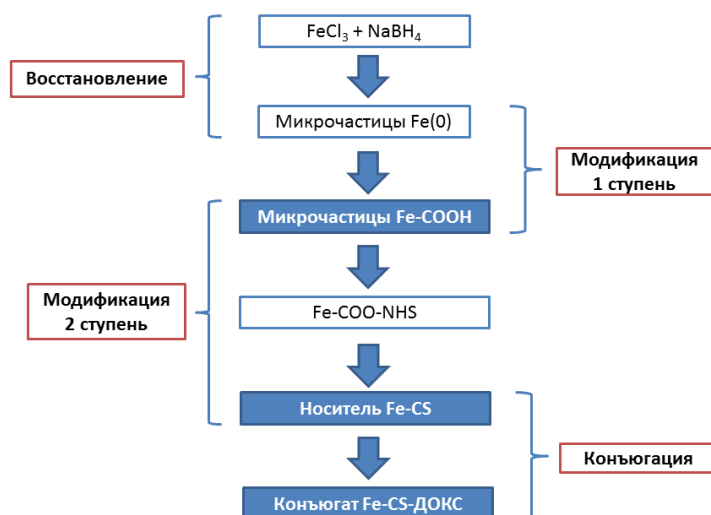 FeCl₃ + NaBH₄
Восстановление
Микрочастицы Fe(0)
Модификация
1 ступень
Микрочастицы Fe-COOH
Модификация
2 ступень
Fe-COO-NHS
Носитель Fe-CS
Конъюгация
Конъюгат Fe-CS-ДОКС